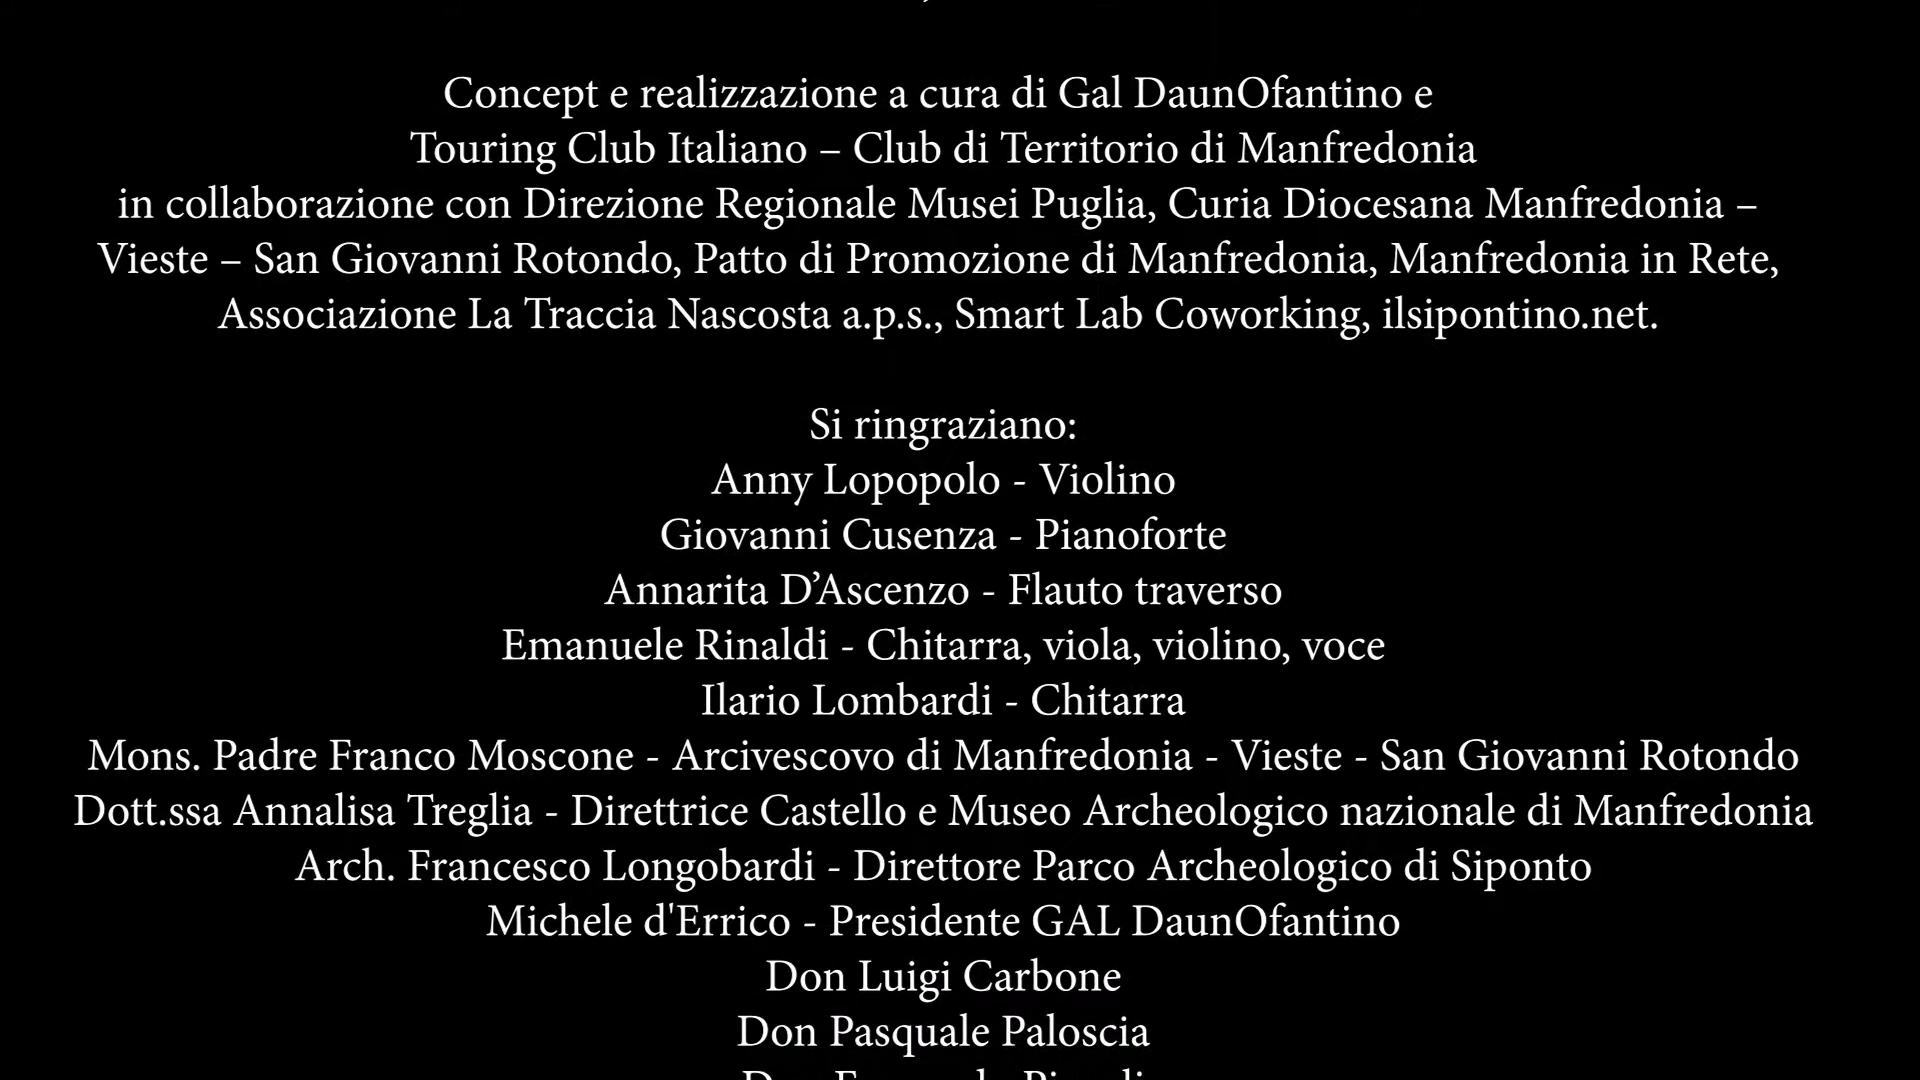 Concept e realizzazione a cura di Gal DaunOfantino e
Touring Club Italiano – Club di Territorio di Manfredonia
in collaborazione con Direzione Regionale Musei Puglia, Curia Diocesana Manfredonia –
Vieste – San Giovanni Rotondo, Patto di Promozione di Manfredonia, Manfredonia in Rete,
Associazione La Traccia Nascosta a.p.s., Smart Lab Coworking, ilsipontino.net.
Si ringraziano:
Anny Lopopolo - Violino
Giovanni Cusenza - Pianoforte
Annarita D’Ascenzo - Flauto traverso
Emanuele Rinaldi - Chitarra, viola, violino, voce
Ilario Lombardi - Chitarra
Mons. Padre Franco Moscone - Arcivescovo di Manfredonia - Vieste - San Giovanni Rotondo
Dott.ssa Annalisa Treglia - Direttrice Castello e Museo Archeologico nazionale di Manfredonia
Arch. Francesco Longobardi - Direttore Parco Archeologico di Siponto
Michele d'Errico - Presidente GAL DaunOfantino
Don Luigi Carbone
Don Pasquale Paloscia